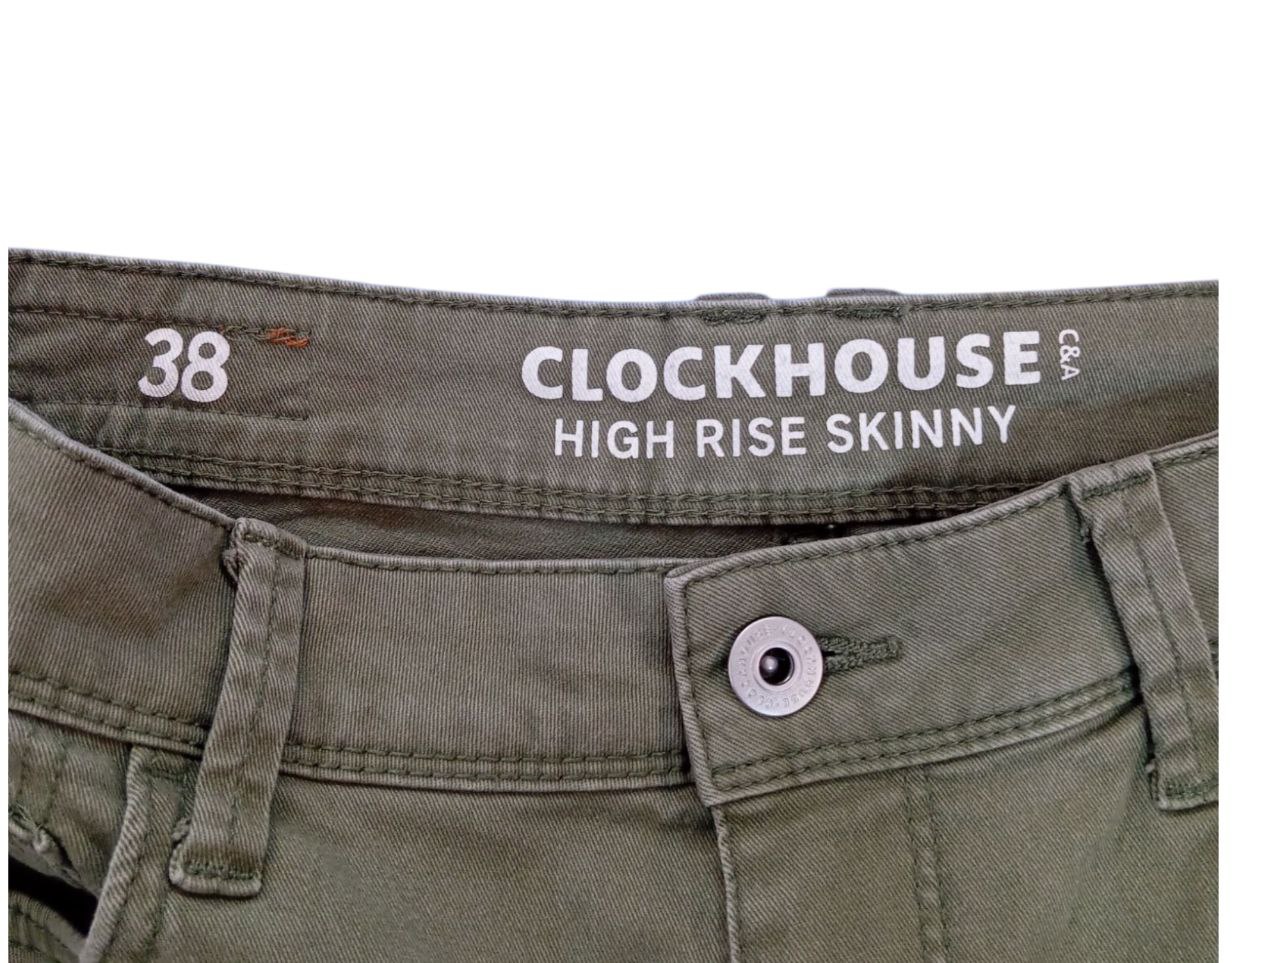 38
CLOCKHOUSE
C&A
HIGH RISE SKINNY